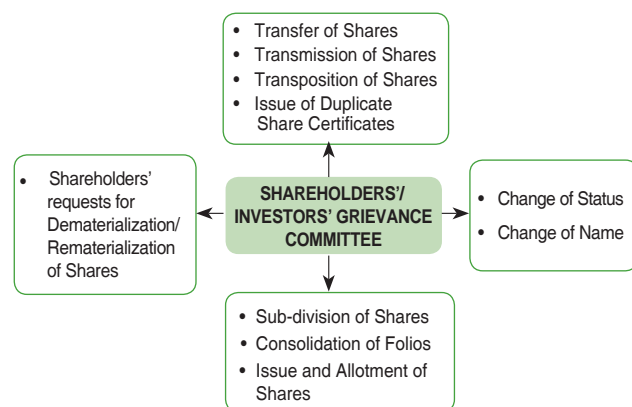 • Transfer of Shares
• Transmission of Shares
• Transposition of Shares
• Issue of Duplicate
Share Certificates
• Shareholders'
requests for
Dematerialization/
Rematerialization
of Shares
SHAREHOLDERS'/
INVESTORS' GRIEVANCE
COMMITTEE
• Change of Status
• Change of Name
• Sub-division of Shares
• Consolidation of Folios
• Issue and Allotment of
Shares